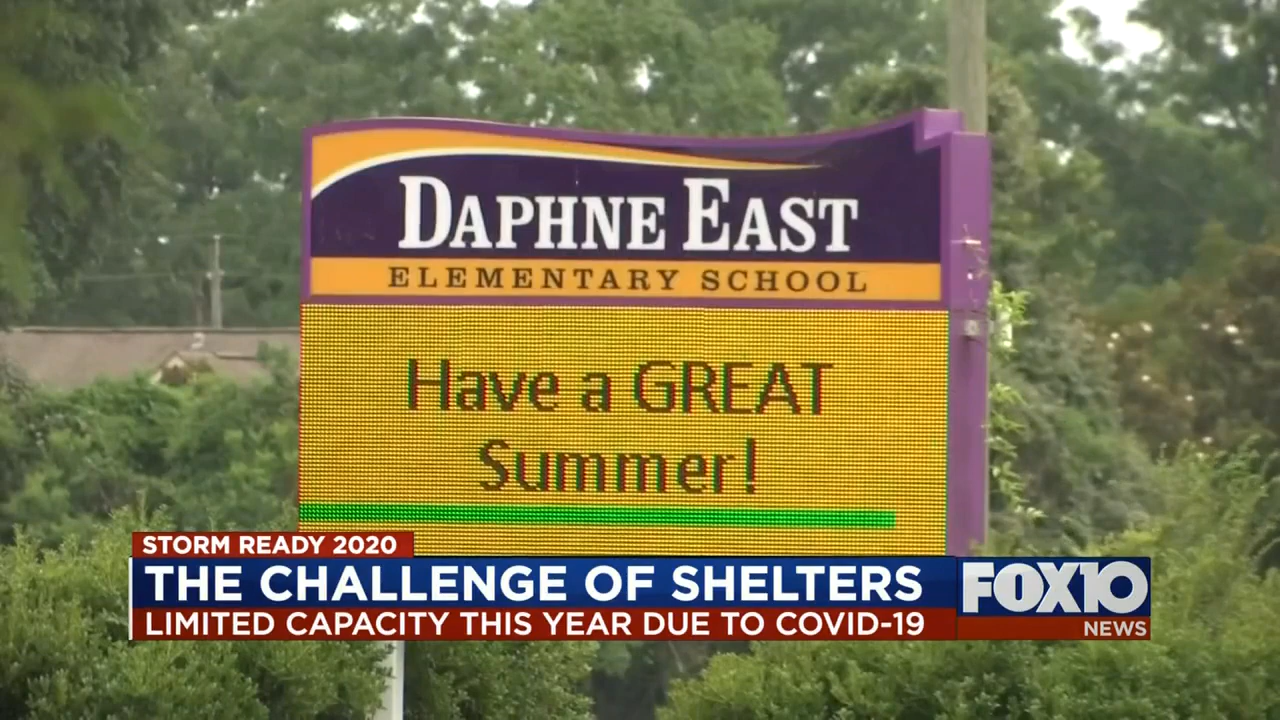 DAPHNE EAST
ELEMENTARY SCHOOL
Have a GREAT
Summer!
STORM READY 2020
THE CHALLENGE OF SHELTERS
LIMITED CAPACITY THIS YEAR DUE TO COVID-19
FOX10
NEWS